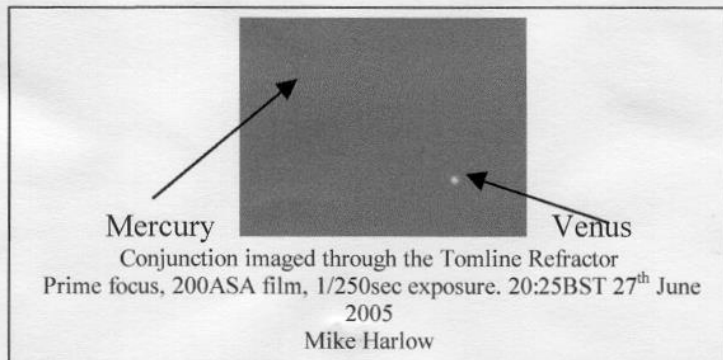 Mercury Venus
Conjunction imaged through the Tomline Refractor
Prime focus, 200ASA film, 1/250sec exposure. 20:25BST 27th June
2005
Mike Harlow